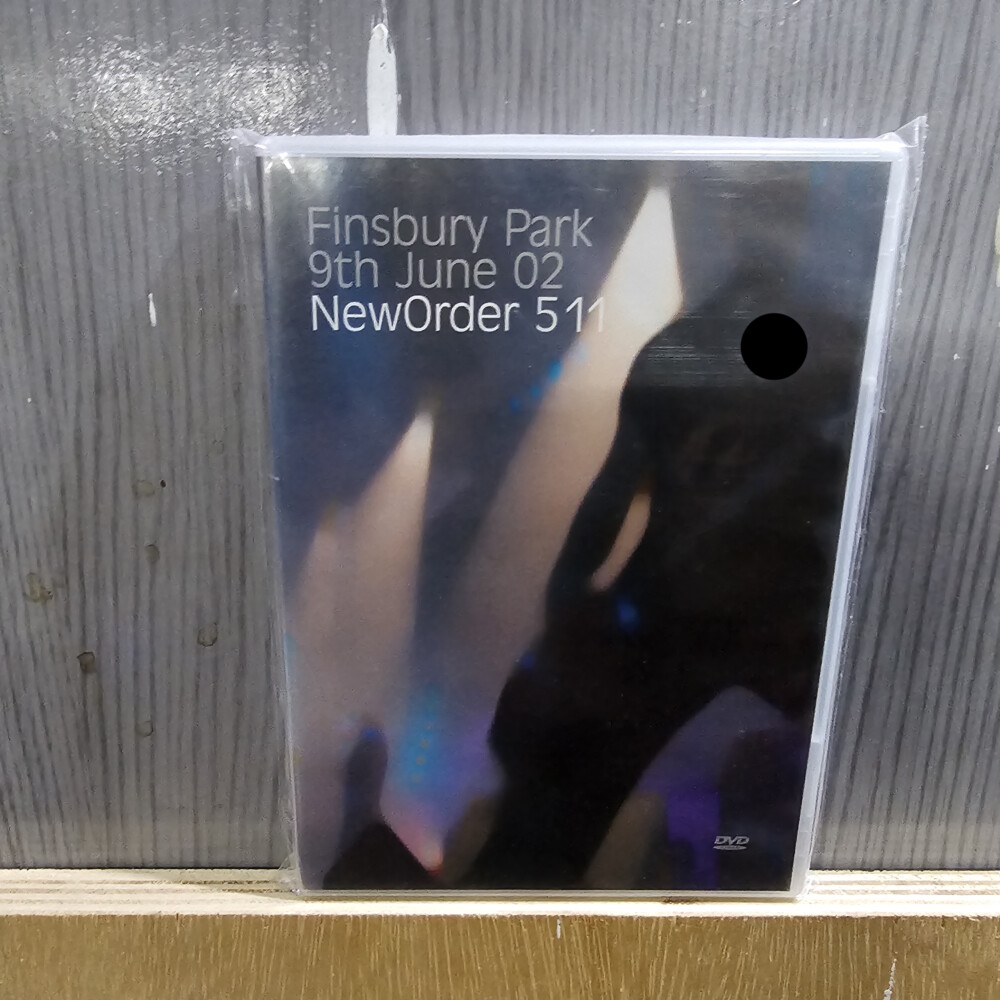 Finsbury Park
9th June 02
NewOrder 511
DVD